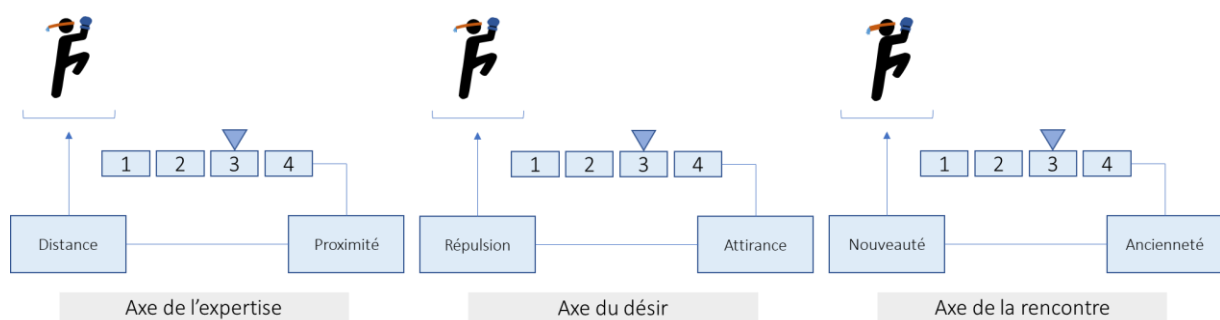 1 2 3 4
Distance
Proximité
Axe de l'expertise
1 2 3 4
Répulsion
Attirance
Axe du désir
1 2 3 4
Nouveauté
Ancienneté
Axe de la rencontre